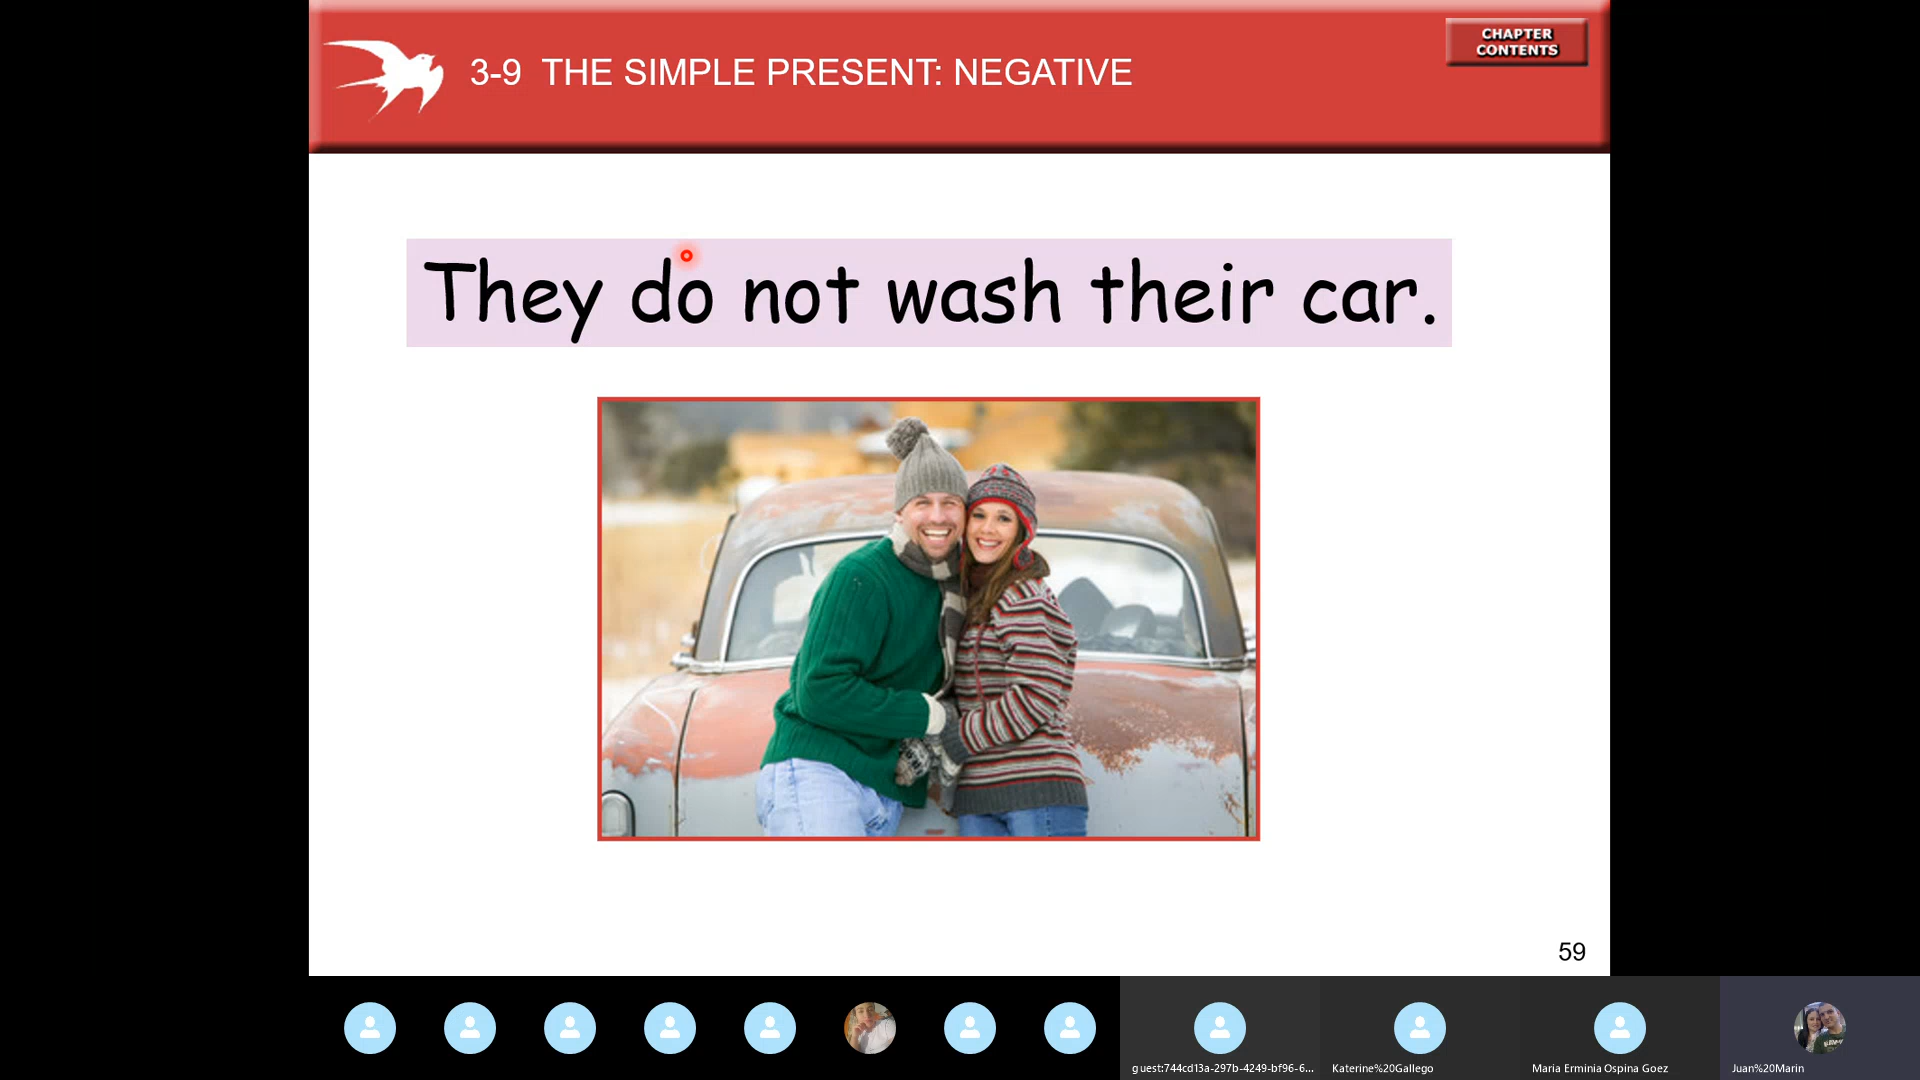 3-9 THE SIMPLE PRESENT: NEGATIVE
CHAPTER
CONTENTS
They do not wash their car.
59
guest:744cd13a-297b-4249-bf96-6...
Katerine%20Gallego
Maria Erminia Ospina Goez
Juan%20Marin